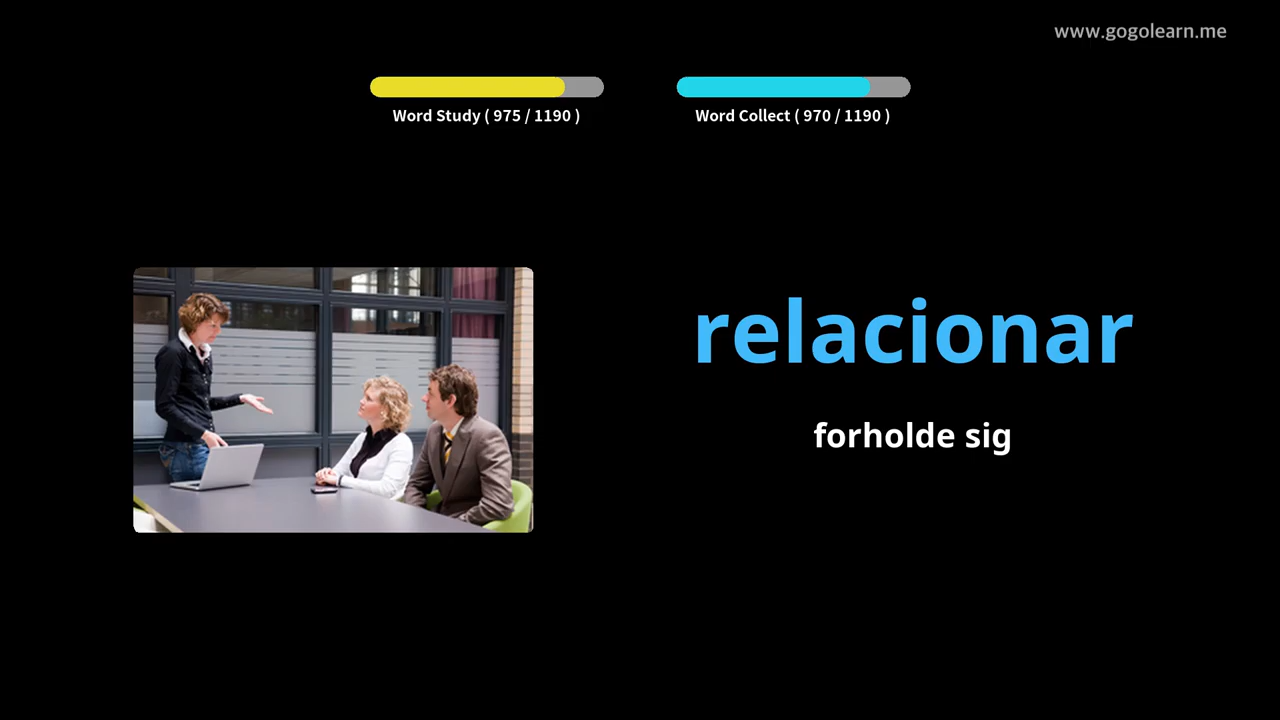 www.gogolearn.me
Word Study ( 975 / 1190 )
Word Collect ( 970 / 1190 )
relacionar
forholde sig